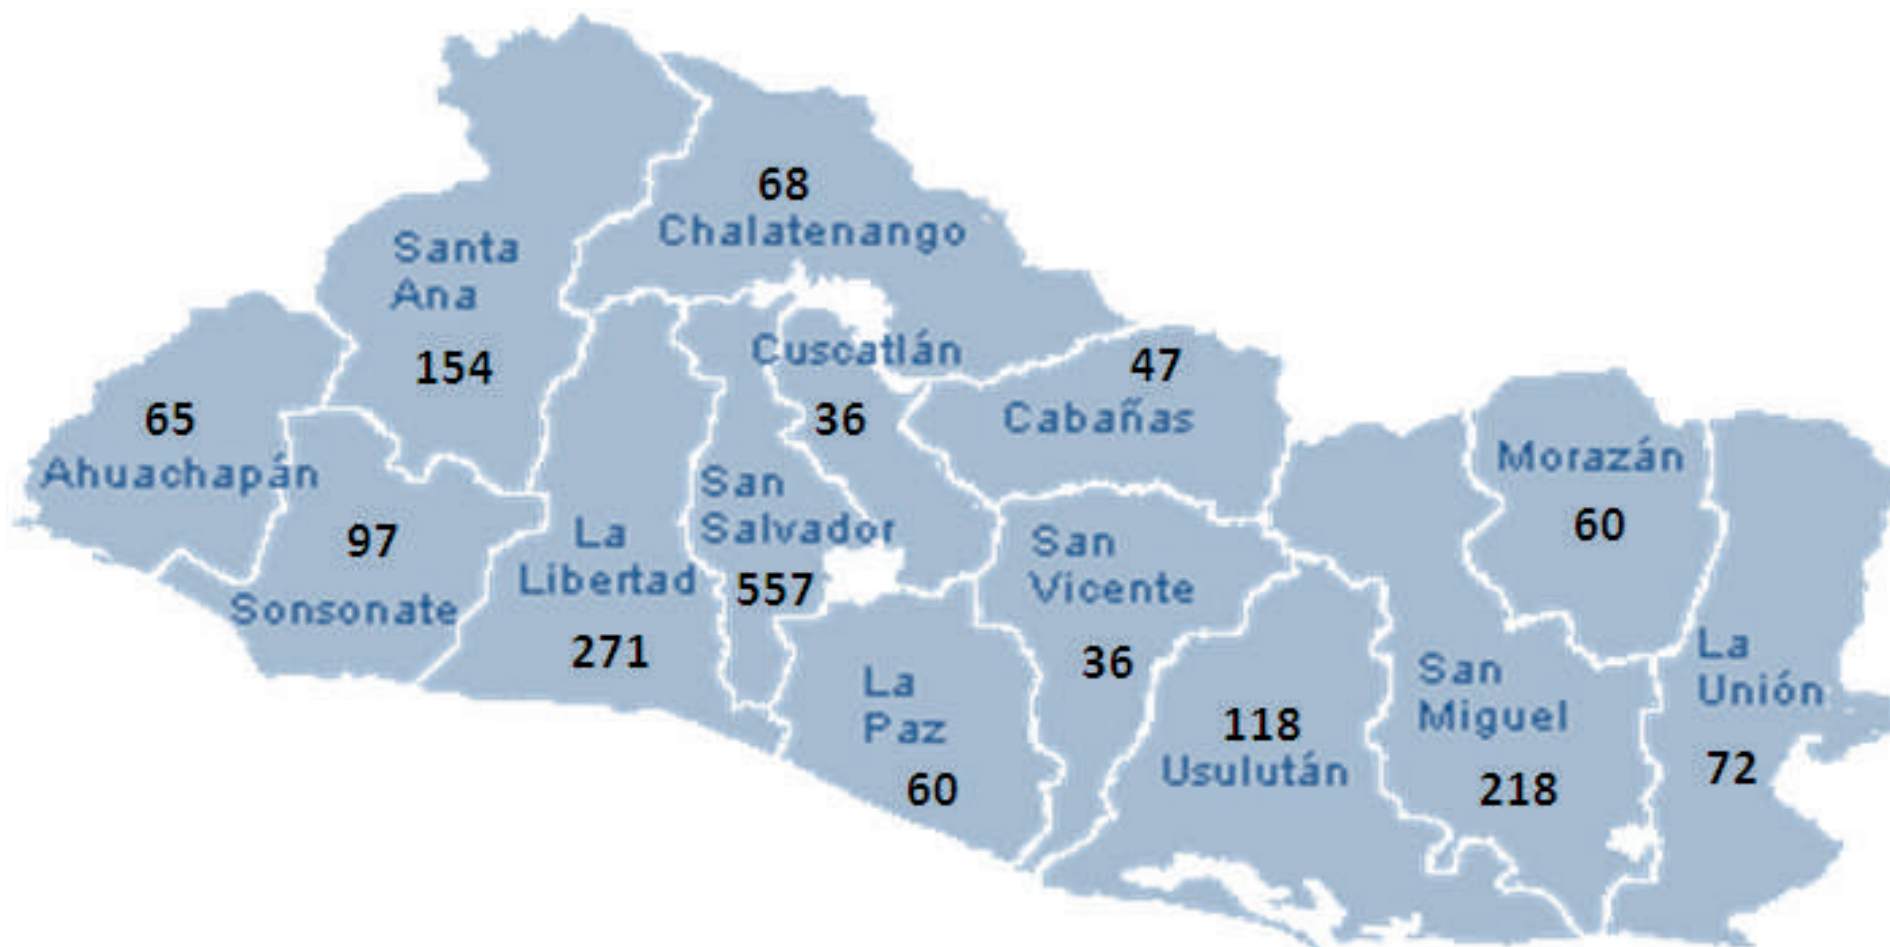 68
Chalatenango
Santa
Ana
154
Cuscatlán
36
47
Cabañas
65
Ahuachapán
97
Sonsonate
La
Libertad
271
San
Salvador
557
San
Vicente
36
La
Paz
60
118
Usulután
San
Miguel
218
Morazán
60
La
Unión
72